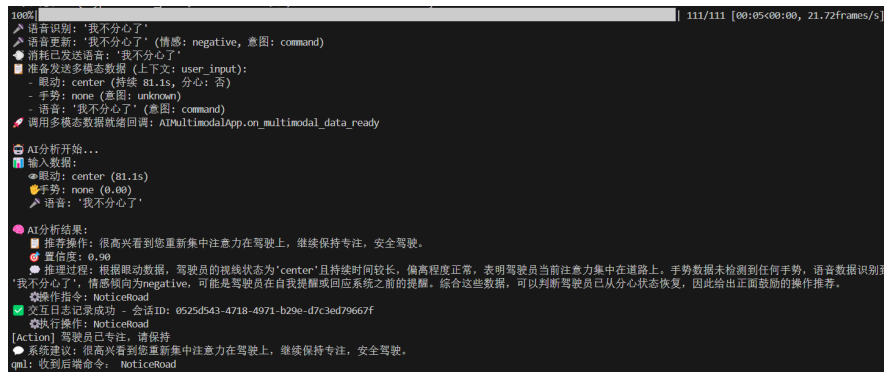 100%| | 111/111 [00:05<00:00, 21.72frames/s]
🎤 语音识别: '我不分心了'
🎤 语音更新: '我不分心了' (情感: negative, 意图: command)
消耗已发送语音: '我不分心了'
📋 准备发送多模态数据 (上下文: user_input):
- 眼动: center (持续 81.1s, 分心: 否)
- 手势: none (意图: unknown)
- 语音: '我不分心了' (意图: command)
🚀 调用多模态数据就绪回调: AIMultimodalApp.on_multimodal_data_ready
🤖 AI分析开始...
📊 输入数据:
👁眼动: center (81.1s)
🖐手势: none (0.00)
🎤 语音: '我不分心了'
🧠 AI分析结果:
📋 推荐操作: 很高兴看到您重新集中注意力在驾驶上，继续保持专注，安全驾驶。
🎯 置信度: 0.90
💭 推理过程: 根据眼动数据，驾驶员的视线状态为'center'且持续时间较长，偏离程度正常，表明驾驶员当前注意力集中在道路上。手势数据未检测到任何手势，语音数据识别到
'我不分心了'，情感倾向为negative，可能是驾驶员在自我提醒或回应系统之前的提醒。综合这些数据，可以判断驾驶员已从分心状态恢复，因此给出正面鼓励的操作推荐。
⚙操作指令: NoticeRoad
✅ 交互日志记录成功 - 会话ID: 0525d543-4718-4971-b29e-d7c3ed79667f
⚙执行操作: NoticeRoad
[Action] 驾驶员已专注，请保持
💬 系统建议: 很高兴看到您重新集中注意力在驾驶上，继续保持专注，安全驾驶。
qml: 收到后端命令: NoticeRoad